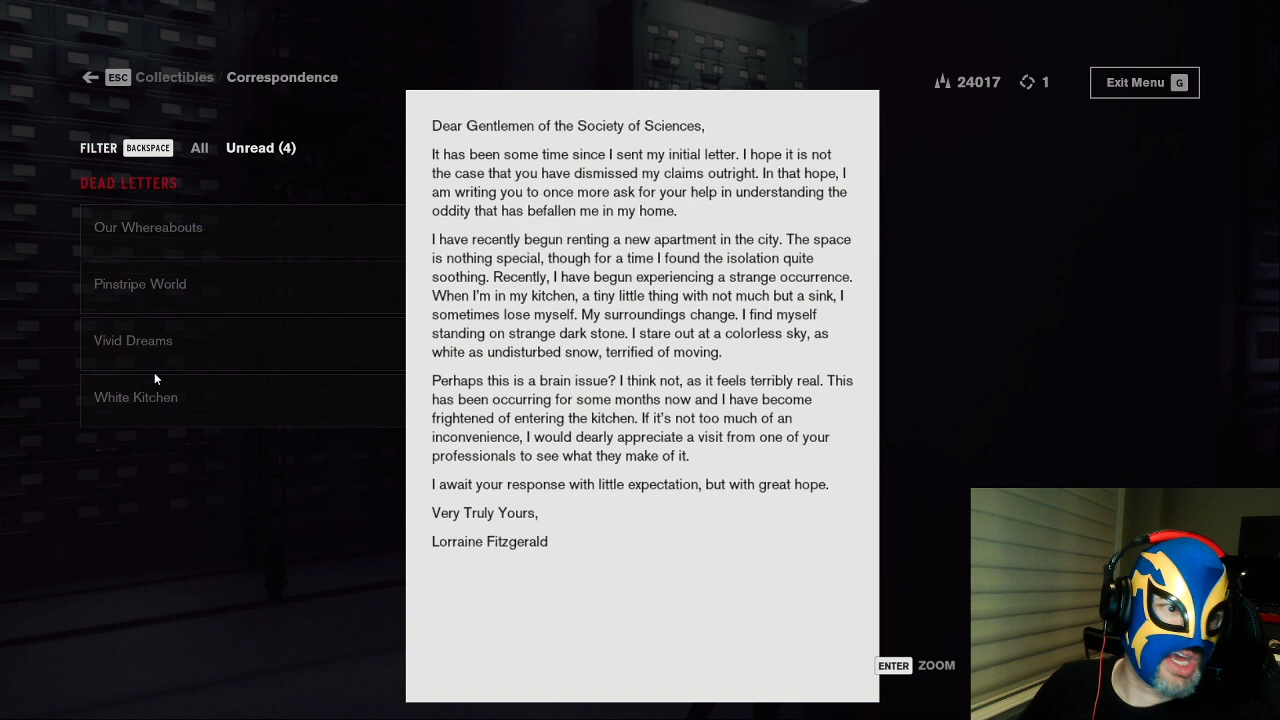 ← ESC Collectibles / Correspondence
24017 1
Exit Menu G
FILTER BACKSPACE All Unread (4)
DEAD LETTERS
Our Whereabouts
Pinstripe World
Vivid Dreams
White Kitchen
Dear Gentlemen of the Society of Sciences,
It has been some time since I sent my initial letter. I hope it is not
the case that you have dismissed my claims outright. In that hope, I
am writing you to once more ask for your help in understanding the
oddity that has befallen me in my home.
I have recently begun renting a new apartment in the city. The space
is nothing special, though for a time I found the isolation quite
soothing. Recently, I have begun experiencing a strange occurrence.
When I'm in my kitchen, a tiny little thing with not much but a sink, I
sometimes lose myself. My surroundings change. I find myself
standing on strange dark stone. I stare out at a colorless sky, as
white as undisturbed snow, terrified of moving.
Perhaps this is a brain issue? I think not, as it feels terribly real. This
has been occurring for some months now and I have become
frightened of entering the kitchen. If it's not too much of an
inconvenience, I would dearly appreciate a visit from one of your
professionals to see what they make of it.
I await your response with little expectation, but with great hope.
Very Truly Yours,
Lorraine Fitzgerald
ENTER ZOOM